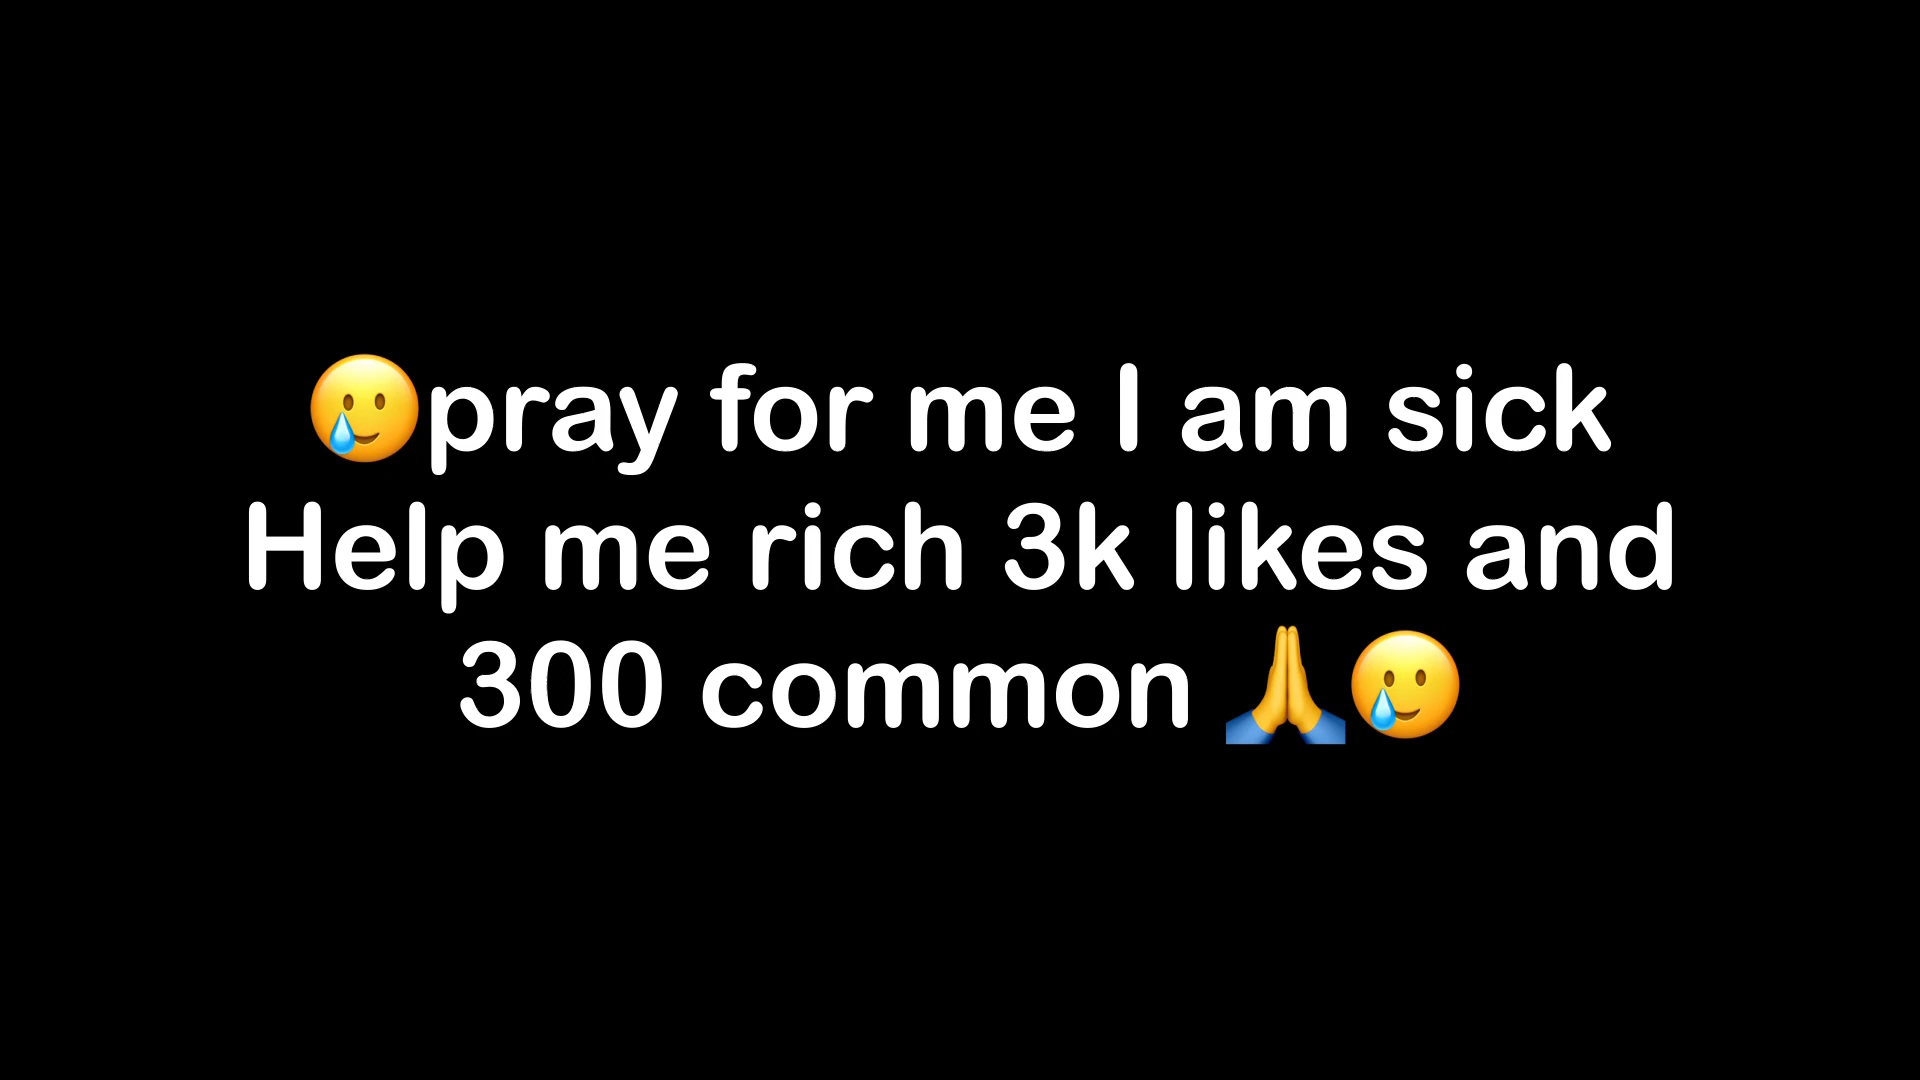 🥲pray for me I am sick
Help me rich 3k likes and
300 common 🙏🥲